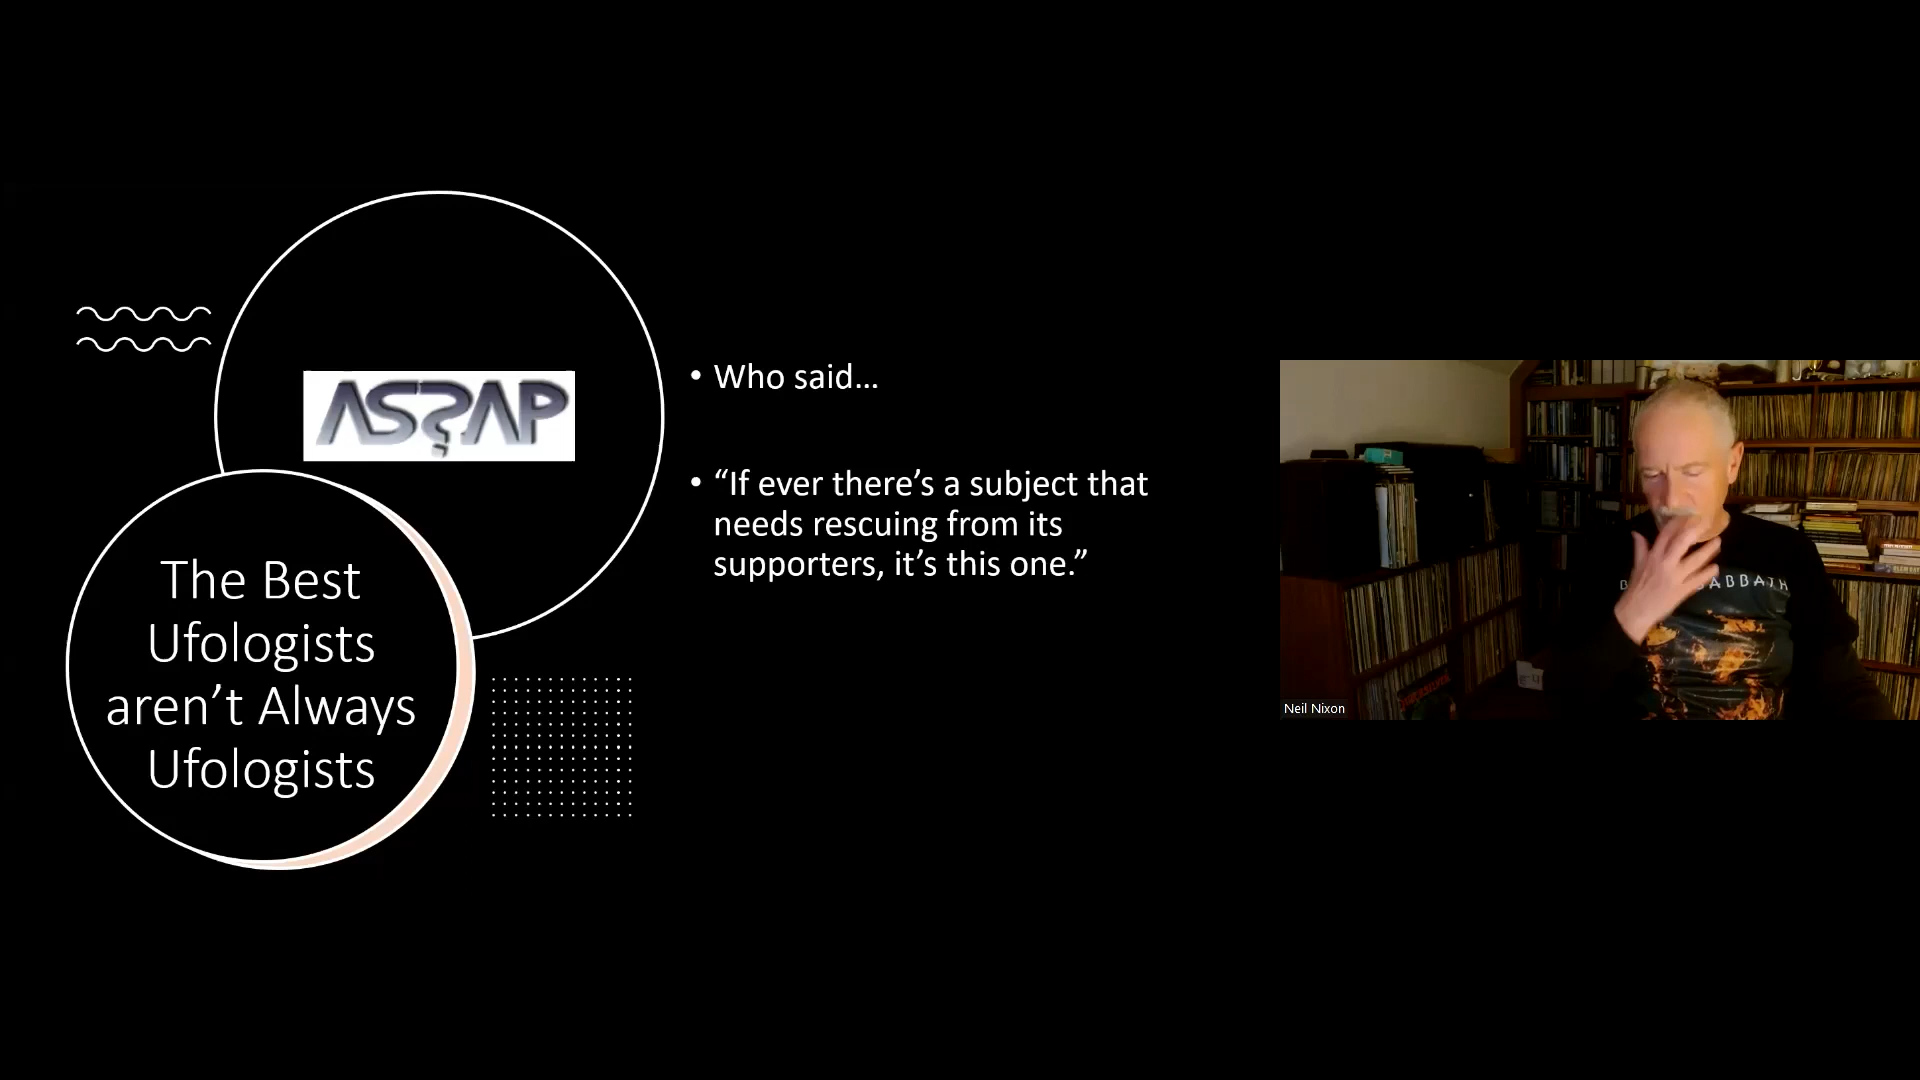 ASSAP
The Best
Ufologists
aren’t Always
Ufologists
• Who said...
• “If ever there’s a subject that
needs rescuing from its
supporters, it’s this one.”
SABBATH
Neil Nixon